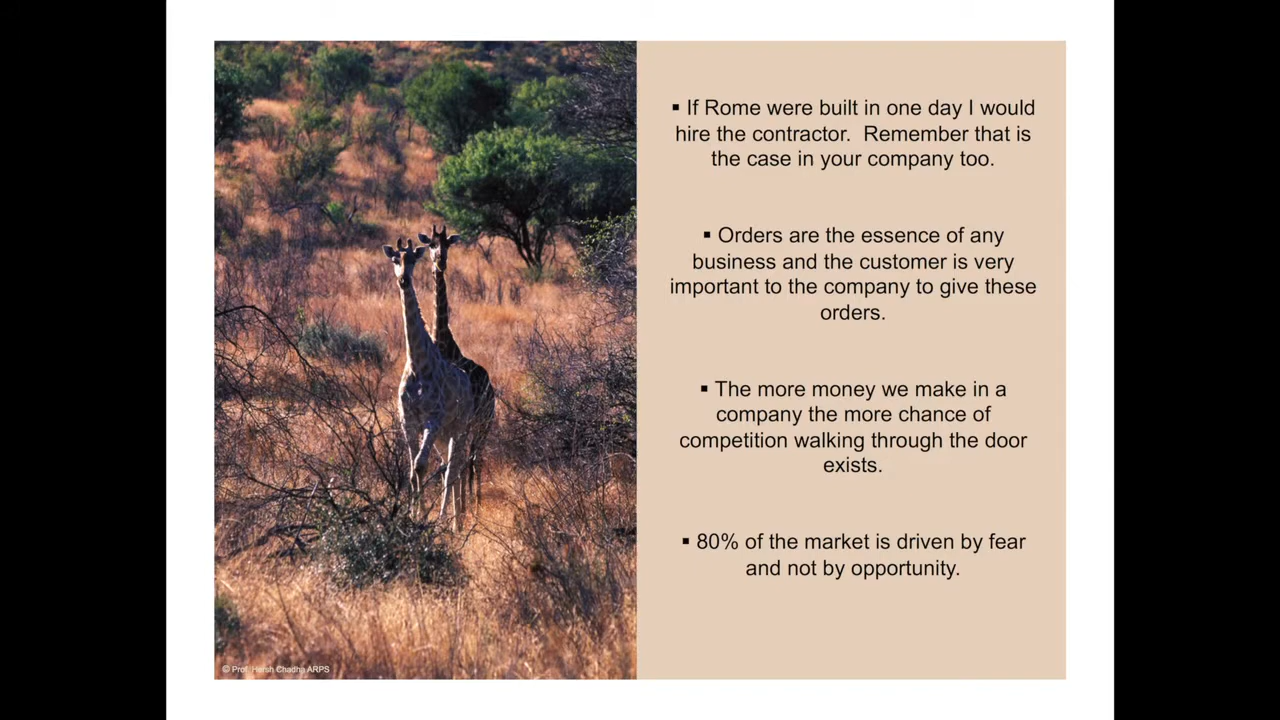 ▪ If Rome were built in one day I would
hire the contractor.  Remember that is
the case in your company too.
▪ Orders are the essence of any
business and the customer is very
important to the company to give these
orders.
▪ The more money we make in a
company the more chance of
competition walking through the door
exists.
▪ 80% of the market is driven by fear
and not by opportunity.
© Prof. Harsh Chadha ARPS